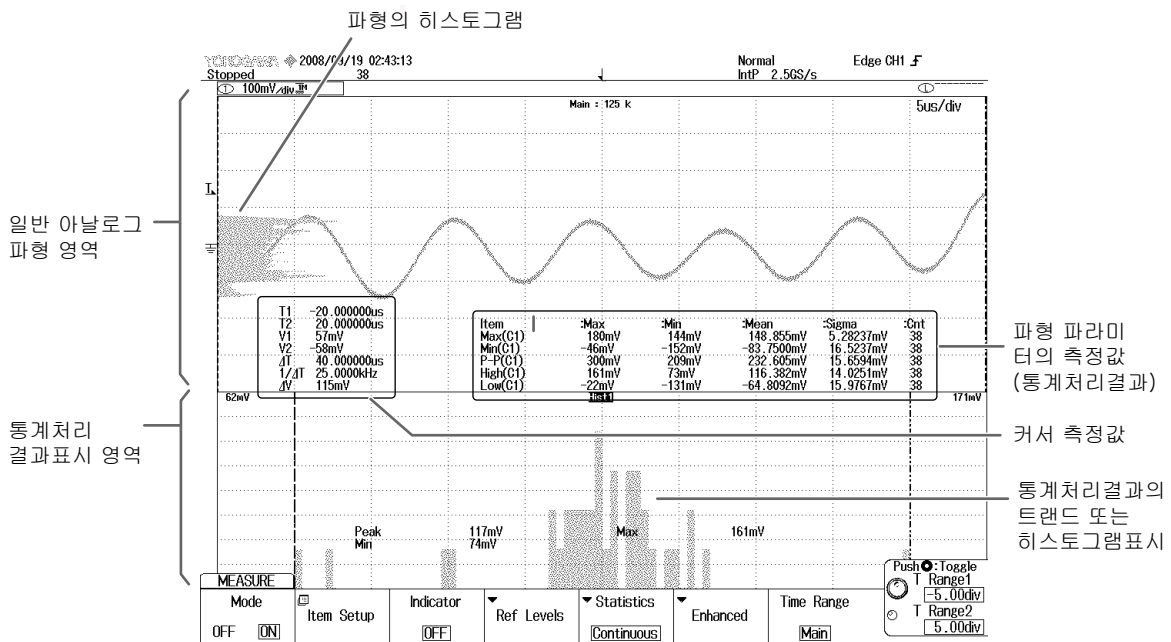 파형의 히스토그램
YOKOGAWA ◆ 2008/09/19 02:43:13
Normal
Edge CH1
Stopped
38
IntP 2.5GS/s
① 100mV/div 1M
Main : 125 k
5us/div
일반 아날로그
파형 영역
T1 -20.000000us
T2 20.000000us
V1 57mV
V2 -58mV
⊿T 40.000000us
1/⊿T 25.0000kHz
⊿V 115mV
Item :Max :Min :Mean :Sigma :Cnt
Max(C1) 180mV 144mV 148.855mV 5.28237mV 38
Min(C1) -46mV -152mV -83.7500mV 16.5237mV 38
P-P(C1) 300mV 209mV 232.605mV 15.6594mV 38
High(C1) 161mV 73mV 116.382mV 14.0251mV 38
Low(C1) -22mV -131mV -64.8092mV 15.9767mV 38
파형 파라미
터의 측정값
(통계처리결과)
62mV
Hist1
171mV
통계처리
결과표시 영역
커서 측정값
통계처리결과의
트랜드 또는
히스토그램표시
Peak 117mV Max 161mV
Min 74mV
MEASURE
Mode
OFF ON
Item Setup
Indicator
OFF
Ref Levels
Statistics
Continuous
Enhanced
Time Range
Main
Push :Toggle
T Range1
-5.00div
T Range2
5.00div